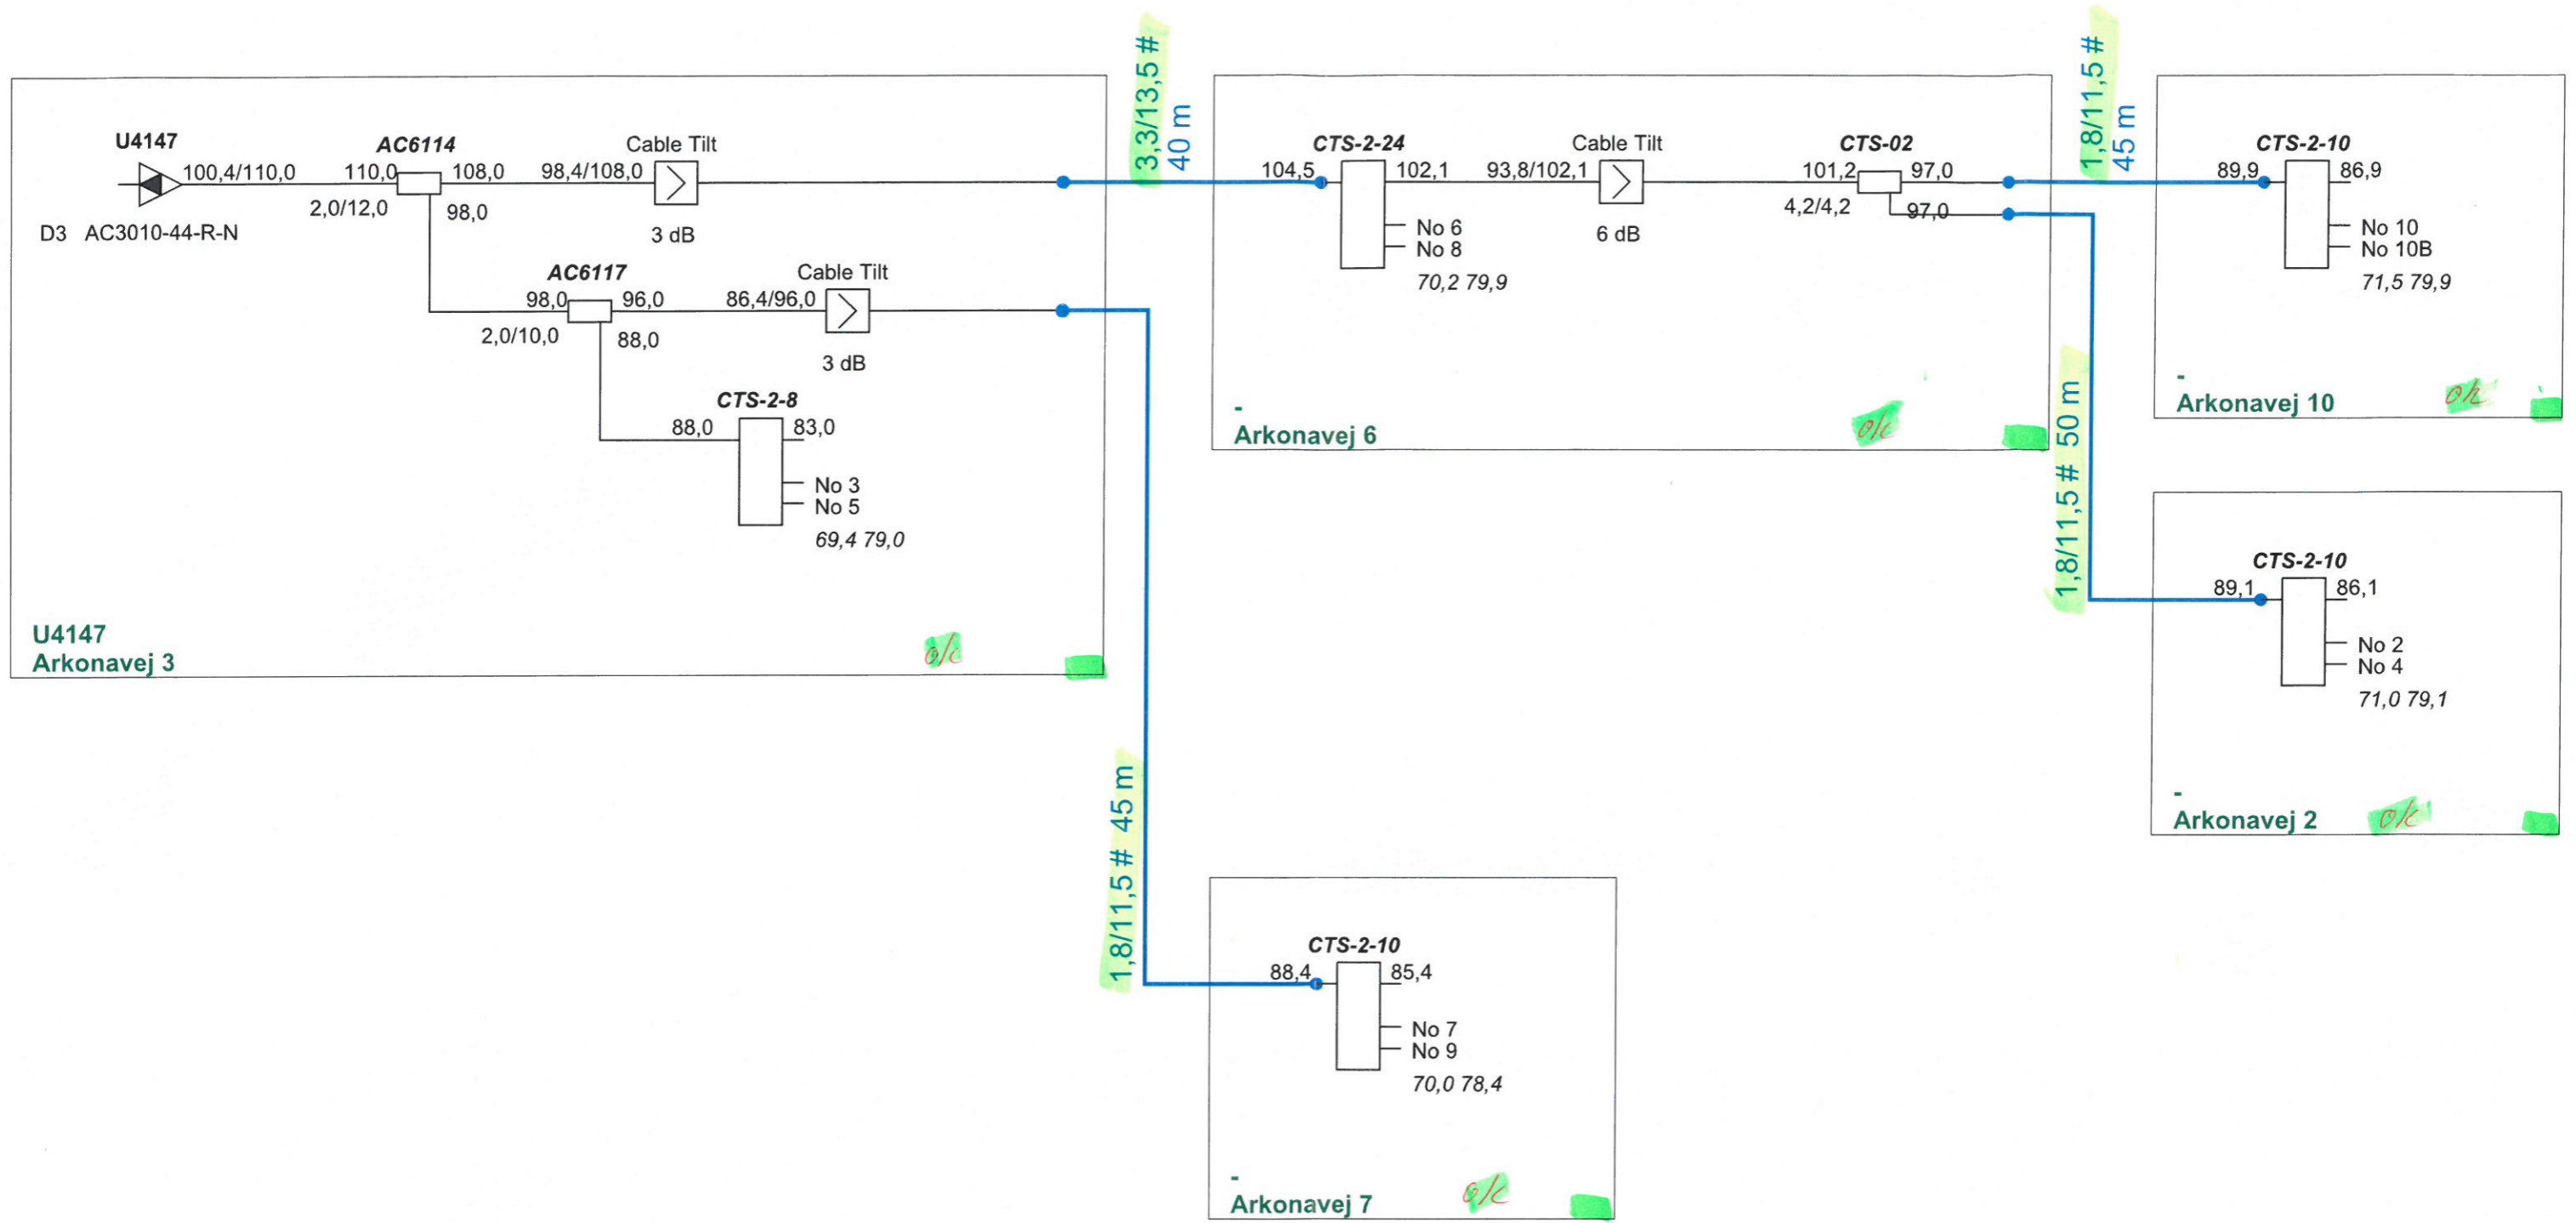 U4147
100,4/110,0
D3 AC3010-44-R-N
AC6114
110,0
108,0
2,0/12,0
98,0
98,4/108,0
Cable Tilt
3 dB
AC6117
98,0
96,0
2,0/10,0
88,0
86,4/96,0
Cable Tilt
3 dB
CTS-2-8
88,0
83,0
No 3
No 5
69,4 79,0
U4147
Arkonavej 3
ok
3,3/13,5 #
40 m
CTS-2-24
104,5
102,1
No 6
No 8
70,2 79,9
93,8/102,1
Cable Tilt
6 dB
CTS-02
101,2
97,0
4,2/4,2
97,0
-
Arkonavej 6
ok
1,8/11,5 #
45 m
CTS-2-10
89,9
86,9
No 10
No 10B
71,5 79,9
-
Arkonavej 10
ok
1,8/11,5 # 50 m
CTS-2-10
89,1
86,1
No 2
No 4
71,0 79,1
-
Arkonavej 2
ok
1,8/11,5 # 45 m
CTS-2-10
88,4
85,4
No 7
No 9
70,0 78,4
-
Arkonavej 7
ok